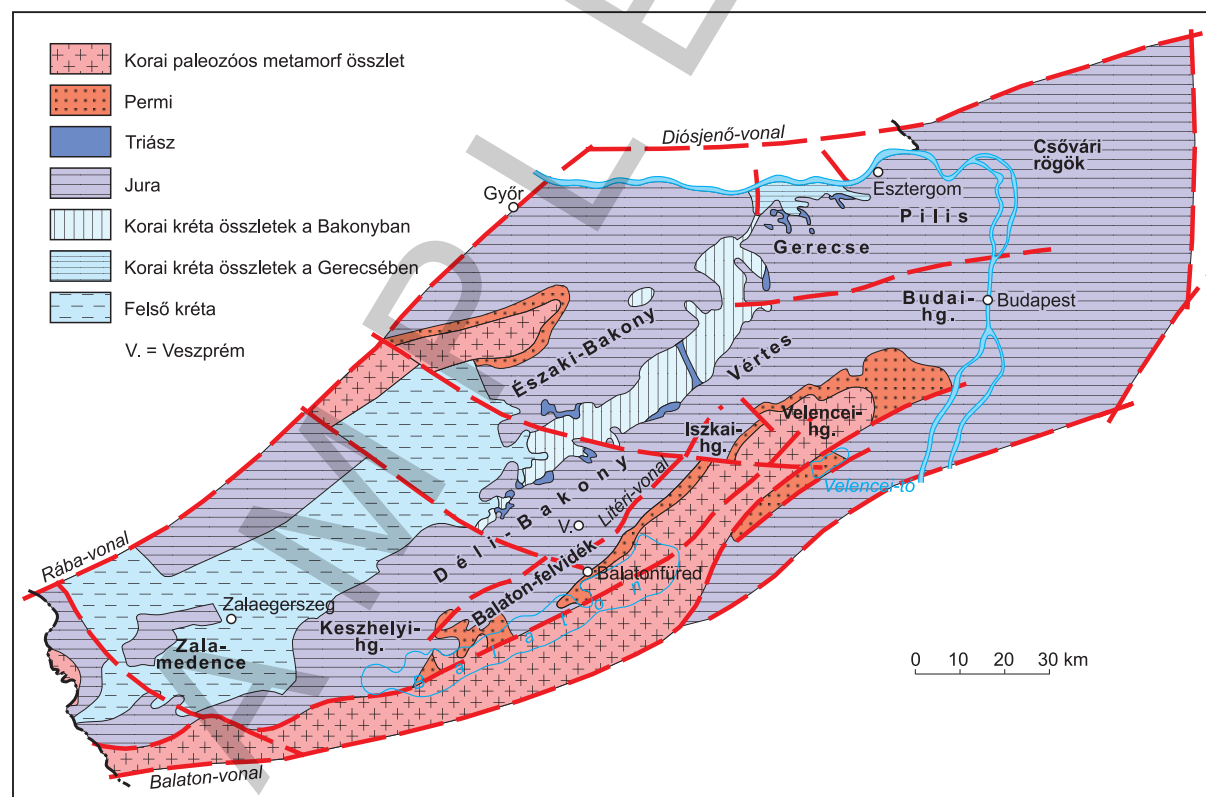 Korai paleozóos metamorf összlet
Permi
Triász
Jura
Korai kréta összletek a Bakonyban
Korai kréta összletek a Gerecsében
Felső kréta
V. = Veszprém
Diósjenő-vonal
Csővári
rögök
Győr
Esztergom
Pilis
Gerecse
Budai-
hg.
Budapest
Északi-Bakony
Vértes
Velencei-
hg.
Iszkai-
hg.
Velencei-tó
Déli-Bakony
V.
Litéri-vonal
Balaton-felvidék
Balatonfüred
Balaton
Rába-vonal
Zalaegerszeg
Keszhelyi-
hg.
Zala-
medence
Balaton-vonal
0 10 20 30 km
AMPLE